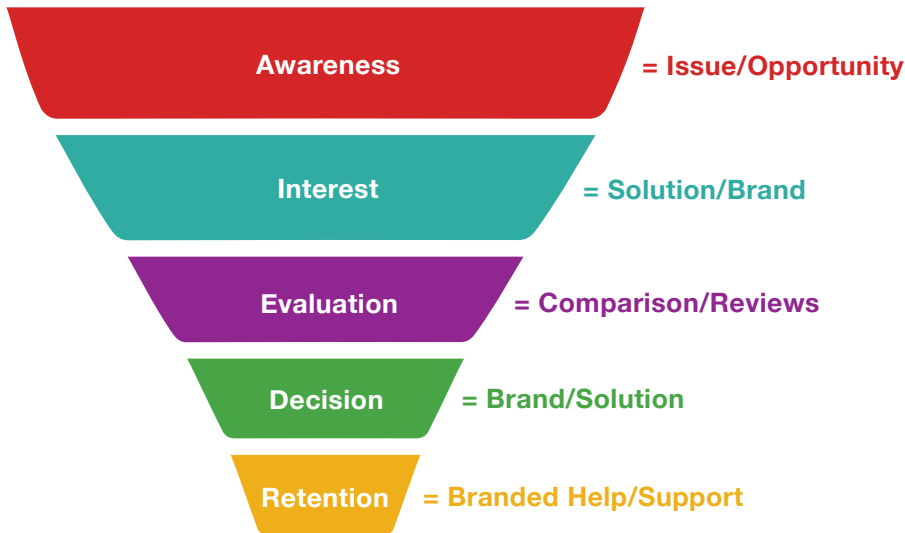 Awareness = Issue/Opportunity
Interest = Solution/Brand
Evaluation = Comparison/Reviews
Decision = Brand/Solution
Retention = Branded Help/Support